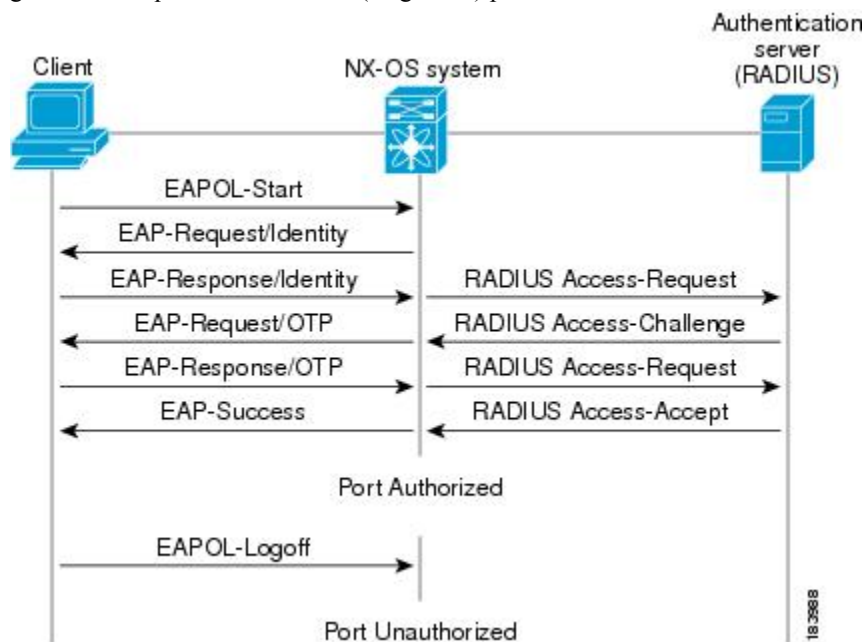 Authentication
server
(RADIUS)
Client
NX-OS system
EAPOL-Start
EAP-Request/Identity
EAP-Response/Identity
RADIUS Access-Request
EAP-Request/OTP
RADIUS Access-Challenge
EAP-Response/OTP
RADIUS Access-Request
EAP-Success
RADIUS Access-Accept
Port Authorized
EAPOL-Logoff
Port Unauthorized
183988